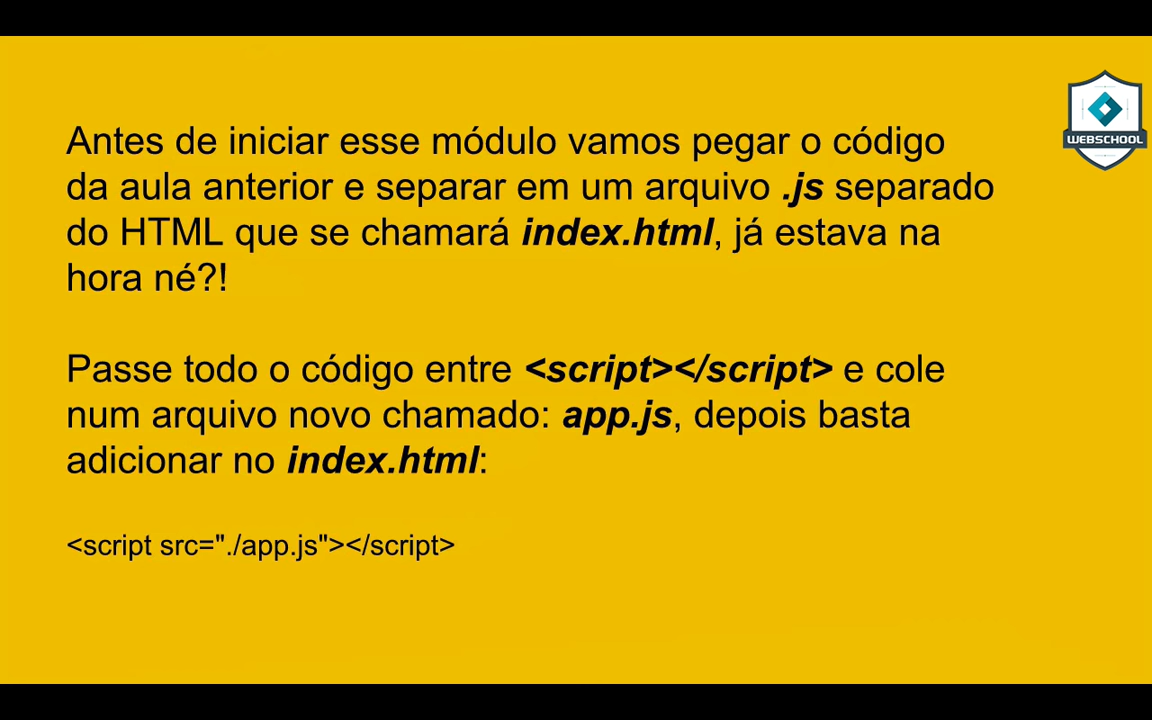 Antes de iniciar esse módulo vamos pegar o código
da aula anterior e separar em um arquivo .js separado
do HTML que se chamará index.html, já estava na
hora né?!
Passe todo o código entre <script></script> e cole
num arquivo novo chamado: app.js, depois basta
adicionar no index.html:
<script src="./app.js"></script>
WEBSCHOOL